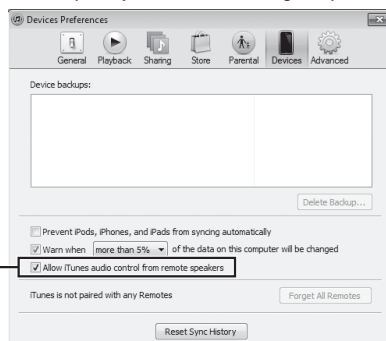 Devices Preferences
General Playback Sharing Store Parental Devices Advanced
Device backups:
Delete Backup...
Prevent iPods, iPhones, and iPads from syncing automatically
Warn when more than 5% of the data on this computer will be changed
Allow iTunes audio control from remote speakers
iTunes is not paired with any Remotes Forget All Remotes
Reset Sync History